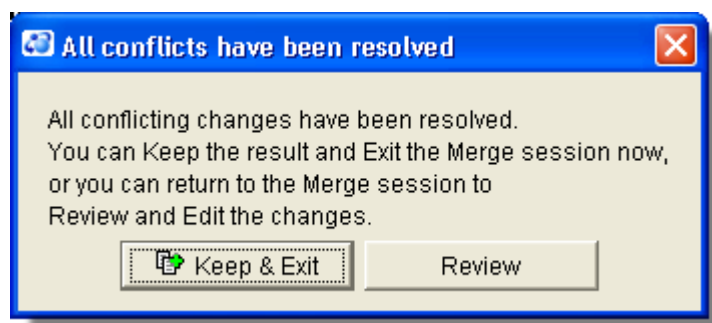 All conflicts have been resolved
All conflicting changes have been resolved.
You can Keep the result and Exit the Merge session now,
or you can return to the Merge session to
Review and Edit the changes.
Keep & Exit
Review